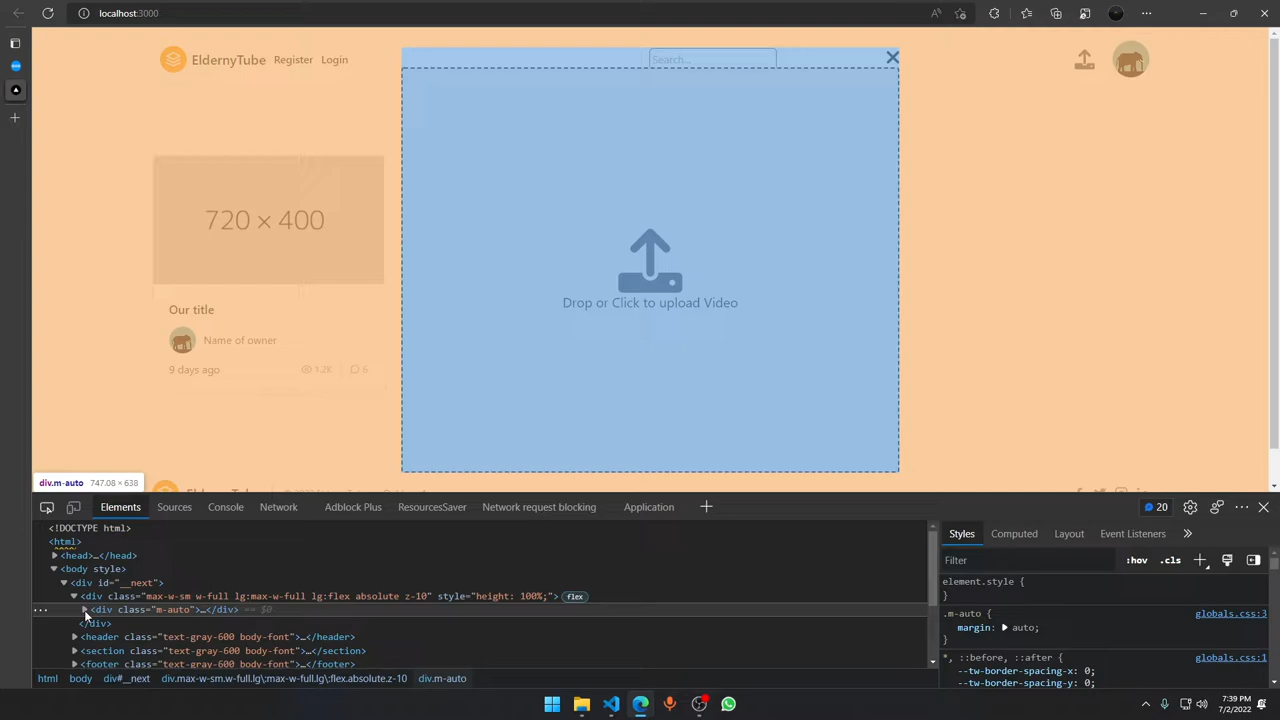 localhost:3000
EldernyTube Register Login Search...
720 × 400
Drop or Click to upload Video
Our title
Name of owner
9 days ago 1.2K 6
div.m-auto 747.08 × 638
Elements Sources Console Network Adblock Plus ResourcesSaver Network request blocking Application 20
<!DOCTYPE html>
<html>
<head>…</head>
<body style>
<div id="__next">
<div class="max-w-sm w-full lg:max-w-full lg:flex absolute z-10" style="height: 100%;"> flex
<div class="m-auto">…</div> == $0
</div>
<header class="text-gray-600 body-font">…</header>
<section class="text-gray-600 body-font">…</section>
<footer class="text-gray-600 body-font">…</footer>
html body div#__next div.max-w-sm.w-full.lg\:max-w-full.lg\:flex.absolute.z-10 div.m-auto
Styles Computed Layout Event Listeners
Filter :hov .cls
element.style {
}
.m-auto { globals.css:3
margin: auto;
}
*, ::before, ::after { globals.css:1
--tw-border-spacing-x: 0;
--tw-border-spacing-y: 0;
7:39 PM
7/2/2022